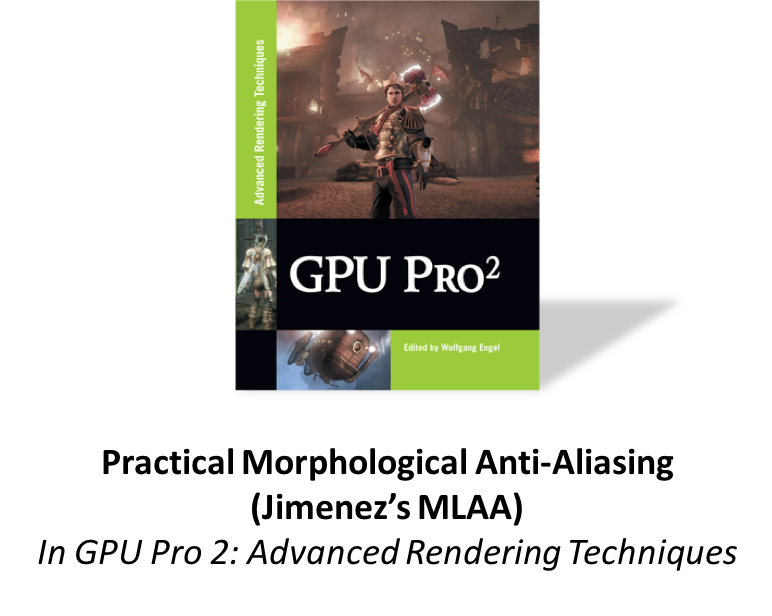 Advanced Rendering Techniques
GPU PRO²
Edited by Wolfgang Engel
Practical Morphological Anti-Aliasing
(Jimenez’s MLAA)
In GPU Pro 2: Advanced Rendering Techniques